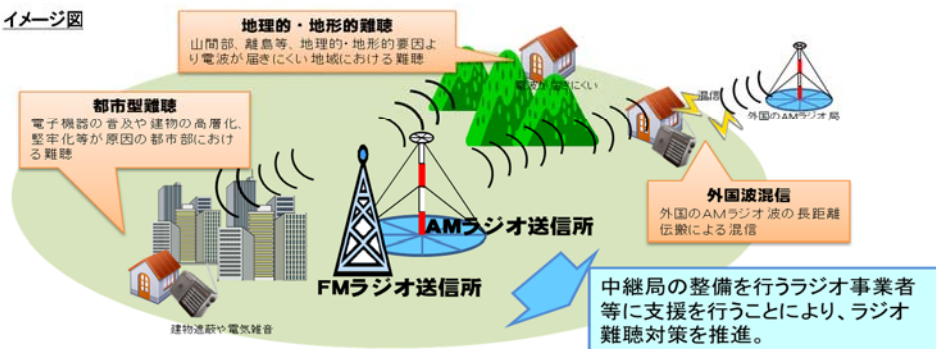 イメージ図
地理的・地形的難聴
山間部、離島等、地理的・地形的要因よ
り電波が届きにくい地域における難聴
電波が届きにくい
都市型難聴
電子機器の普及や建物の高層化、
堅牢化等が原因の都市部におけ
る難聴
混信
外国のAMラジオ局
外国波混信
外国のAMラジオ波の長距離
伝搬による混信
AMラジオ送信所
FMラジオ送信所
建物遮蔽や電気雑音
中継局の整備を行うラジオ事業者
等に支援を行うことにより、ラジオ
難聴対策を推進。